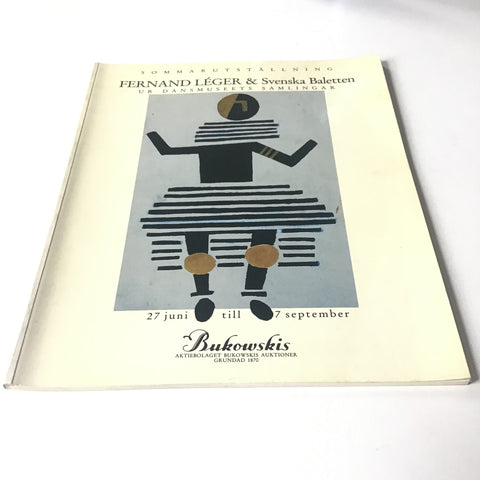 SOMMARUTSTÄLLNING
FERNAND LÉGER & Svenska Baletten
UR DANSMUSEETS SAMLINGAR
27 juni till 7 september
Bukowskis
AKTIEBOLAGET BUKOWSKIS AUKTIONER
GRUNDAD 1870